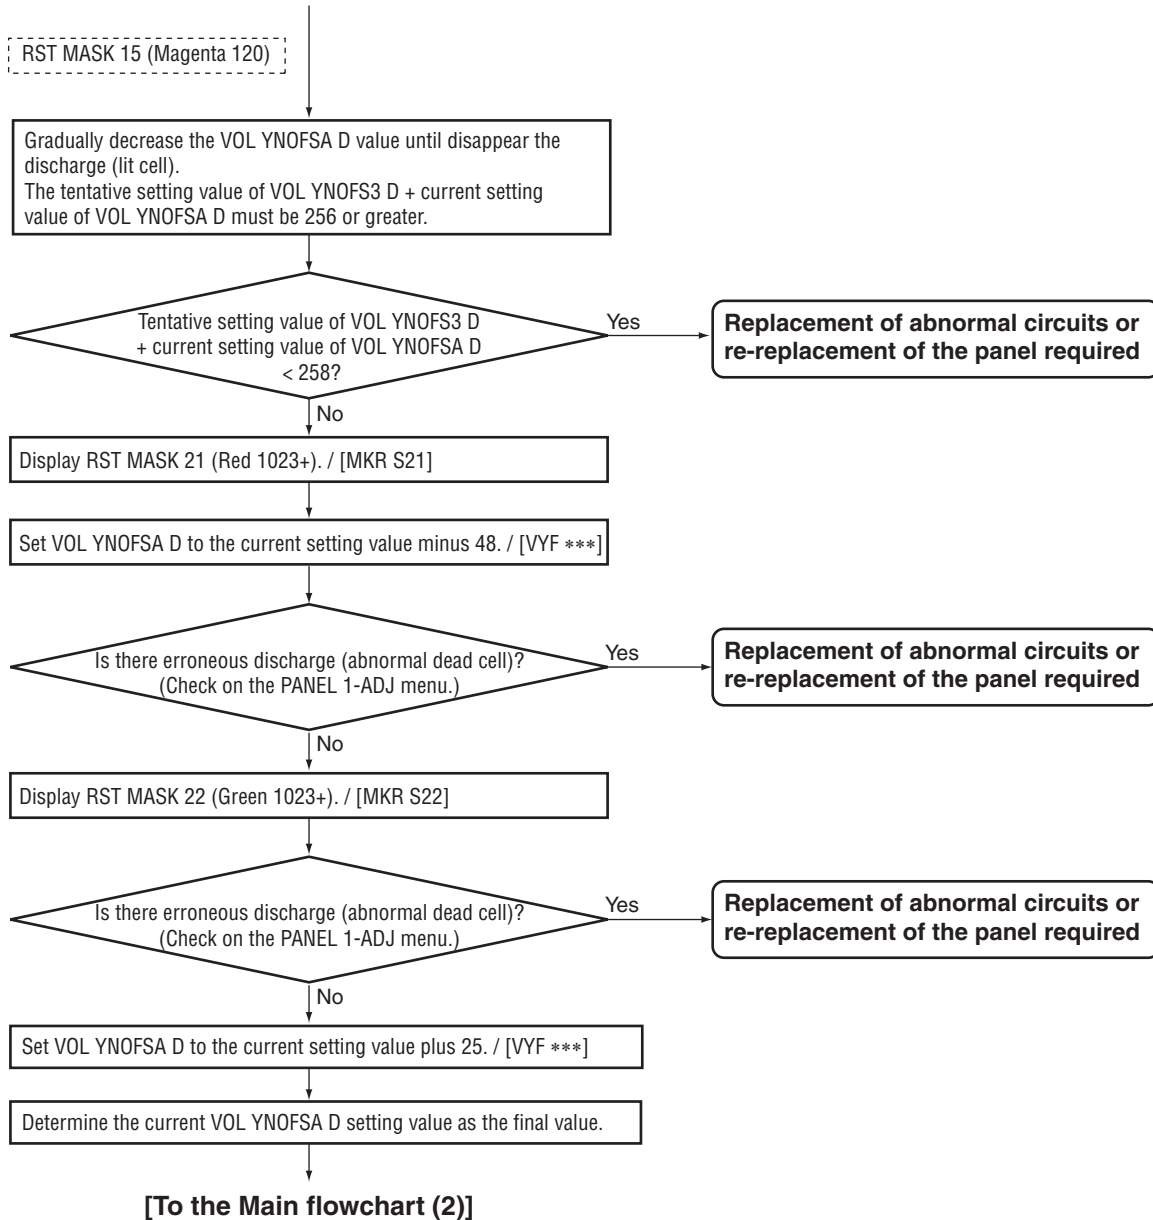 RST MASK 15 (Magenta 120)
Gradually decrease the VOL YNOFSA D value until disappear the
discharge (lit cell).
The tentative setting value of VOL YNOFS3 D + current setting
value of VOL YNOFSA D must be 256 or greater.
Tentative setting value of VOL YNOFS3 D
+ current setting value of VOL YNOFSA D
< 258?
Yes
Replacement of abnormal circuits or
re-replacement of the panel required
No
Display RST MASK 21 (Red 1023+). / [MKR S21]
Set VOL YNOFSA D to the current setting value minus 48. / [VYF ***]
Is there erroneous discharge (abnormal dead cell)?
(Check on the PANEL 1-ADJ menu.)
Yes
Replacement of abnormal circuits or
re-replacement of the panel required
No
Display RST MASK 22 (Green 1023+). / [MKR S22]
Is there erroneous discharge (abnormal dead cell)?
(Check on the PANEL 1-ADJ menu.)
Yes
Replacement of abnormal circuits or
re-replacement of the panel required
No
Set VOL YNOFSA D to the current setting value plus 25. / [VYF ***]
Determine the current VOL YNOFSA D setting value as the final value.
[To the Main flowchart (2)]